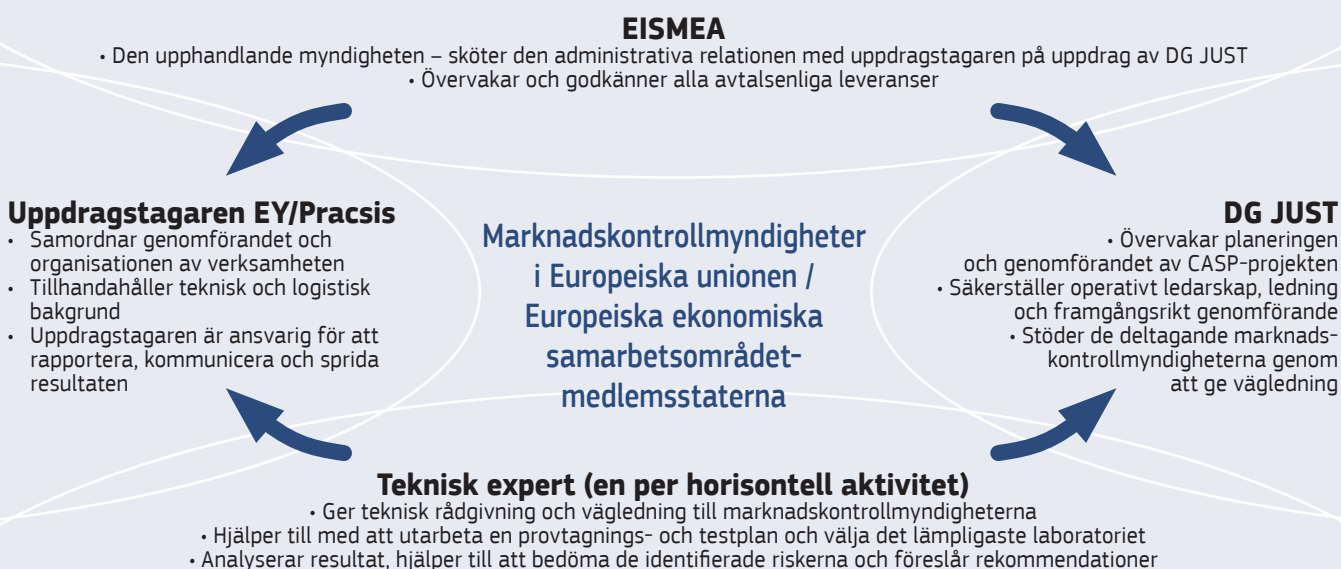 EISMEA
• Den upphandlande myndigheten – sköter den administrativa relationen med uppdragstagaren på uppdrag av DG JUST
• Övervakar och godkänner alla avtalsenliga leveranser
Uppdragstagaren EY/Pracsis
• Samordnar genomförandet och
organisationen av verksamheten
• Tillhandahåller teknisk och logistisk
bakgrund
• Uppdragstagaren är ansvarig för att
rapportera, kommunicera och sprida
resultaten
Marknadskontrollmyndigheter
i Europeiska unionen /
Europeiska ekonomiska
samarbetsområdet-
medlemsstaterna
DG JUST
• Övervakar planeringen
och genomförandet av CASP-projekten
• Säkerställer operativt ledarskap, ledning
och framgångsrikt genomförande
• Stöder de deltagande marknads-
kontrollmyndigheterna genom
att ge vägledning
Teknisk expert (en per horisontell aktivitet)
• Ger teknisk rådgivning och vägledning till marknadskontrollmyndigheterna
• Hjälper till med att utarbeta en provtagnings- och testplan och välja det lämpligaste laboratoriet
• Analyserar resultat, hjälper till att bedöma de identifierade riskerna och föreslår rekommendationer